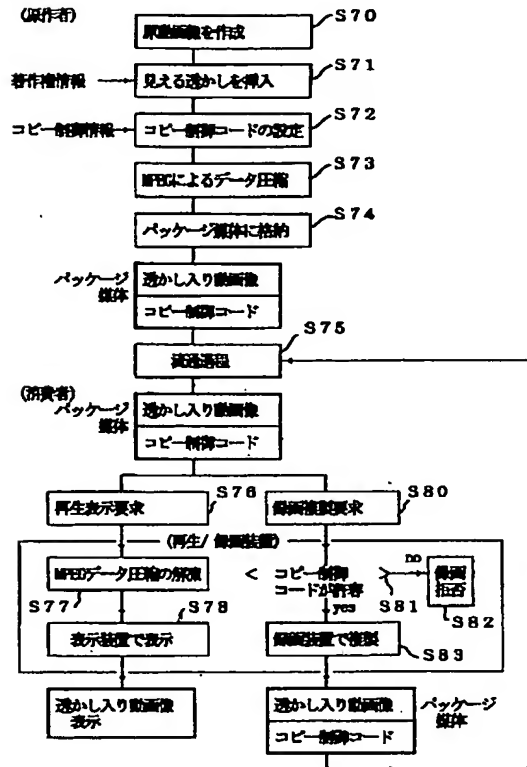 (原作者)
原動画像を作成
S70
著作権情報
見える透かしを挿入
S71
コピー制御情報
コピー制御コードの設定
S72
MPEGによるデータ圧縮
S73
パッケージ媒体に格納
S74
パッケージ
媒体
透かし入り動画像
コピー制御コード
S75
流通過程
(消費者)
パッケージ
媒体
透かし入り動画像
コピー制御コード
再生表示要求
S76
録画複製要求
S80
(再生/録画装置)
MPEGデータ圧縮の解凍
S77
< コピー制御
コードが許容 >
no
yes
S81
録画
拒否
S82
表示装置で表示
S78
録画装置で複製
S83
透かし入り動画像
表示
透かし入り動画像
コピー制御コード
パッケージ
媒体